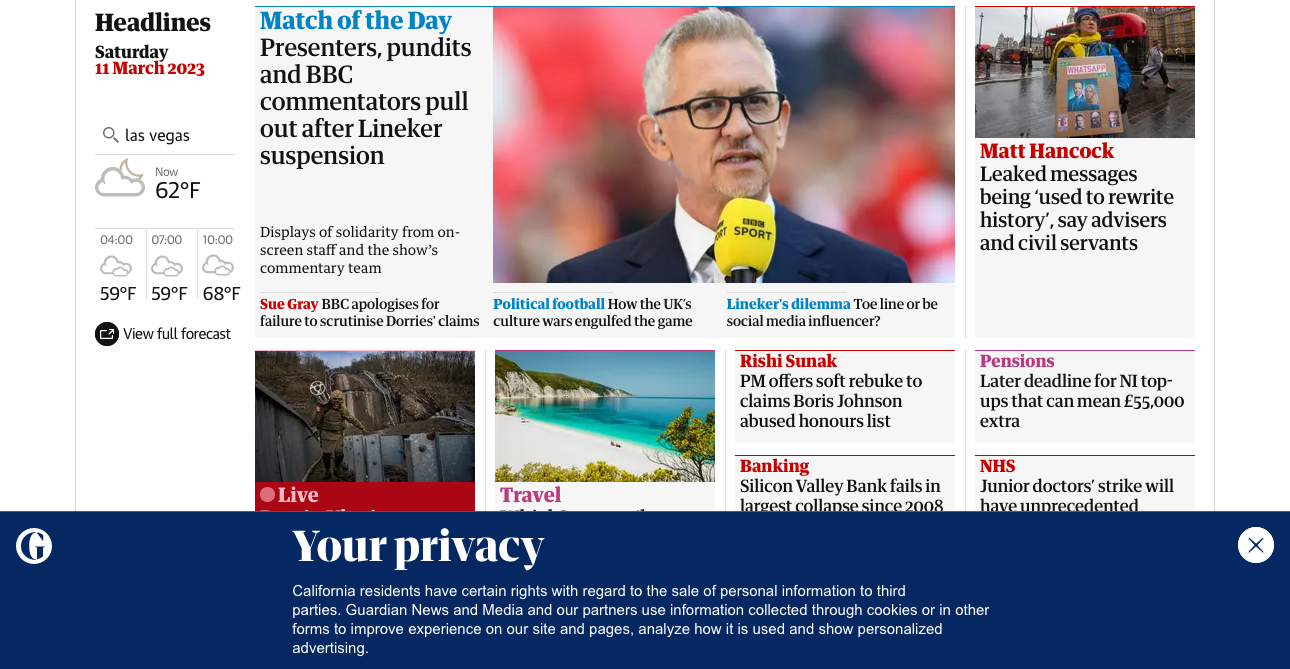 Headlines
Saturday
11 March 2023
las vegas
Now
62°F
04:00
07:00
10:00
59°F
59°F
68°F
View full forecast
Match of the Day
Presenters, pundits
and BBC
commentators pull
out after Lineker
suspension
Displays of solidarity from on-
screen staff and the show's
commentary team
BBC
SPORT
Sue Gray BBC apologises for
failure to scrutinise Dorries' claims
Political football How the UK's
culture wars engulfed the game
Lineker's dilemma Toe line or be
social media influencer?
WHATSAPP
Matt Hancock
Leaked messages
being 'used to rewrite
history', say advisers
and civil servants
Live
Travel
Rishi Sunak
PM offers soft rebuke to
claims Boris Johnson
abused honours list
Pensions
Later deadline for NI top-
ups that can mean £55,000
extra
Banking
Silicon Valley Bank fails in
largest collapse since 2008
NHS
Junior doctors' strike will
have unprecedented
Your privacy
California residents have certain rights with regard to the sale of personal information to third
parties. Guardian News and Media and our partners use information collected through cookies or in other
forms to improve experience on our site and pages, analyze how it is used and show personalized
advertising.